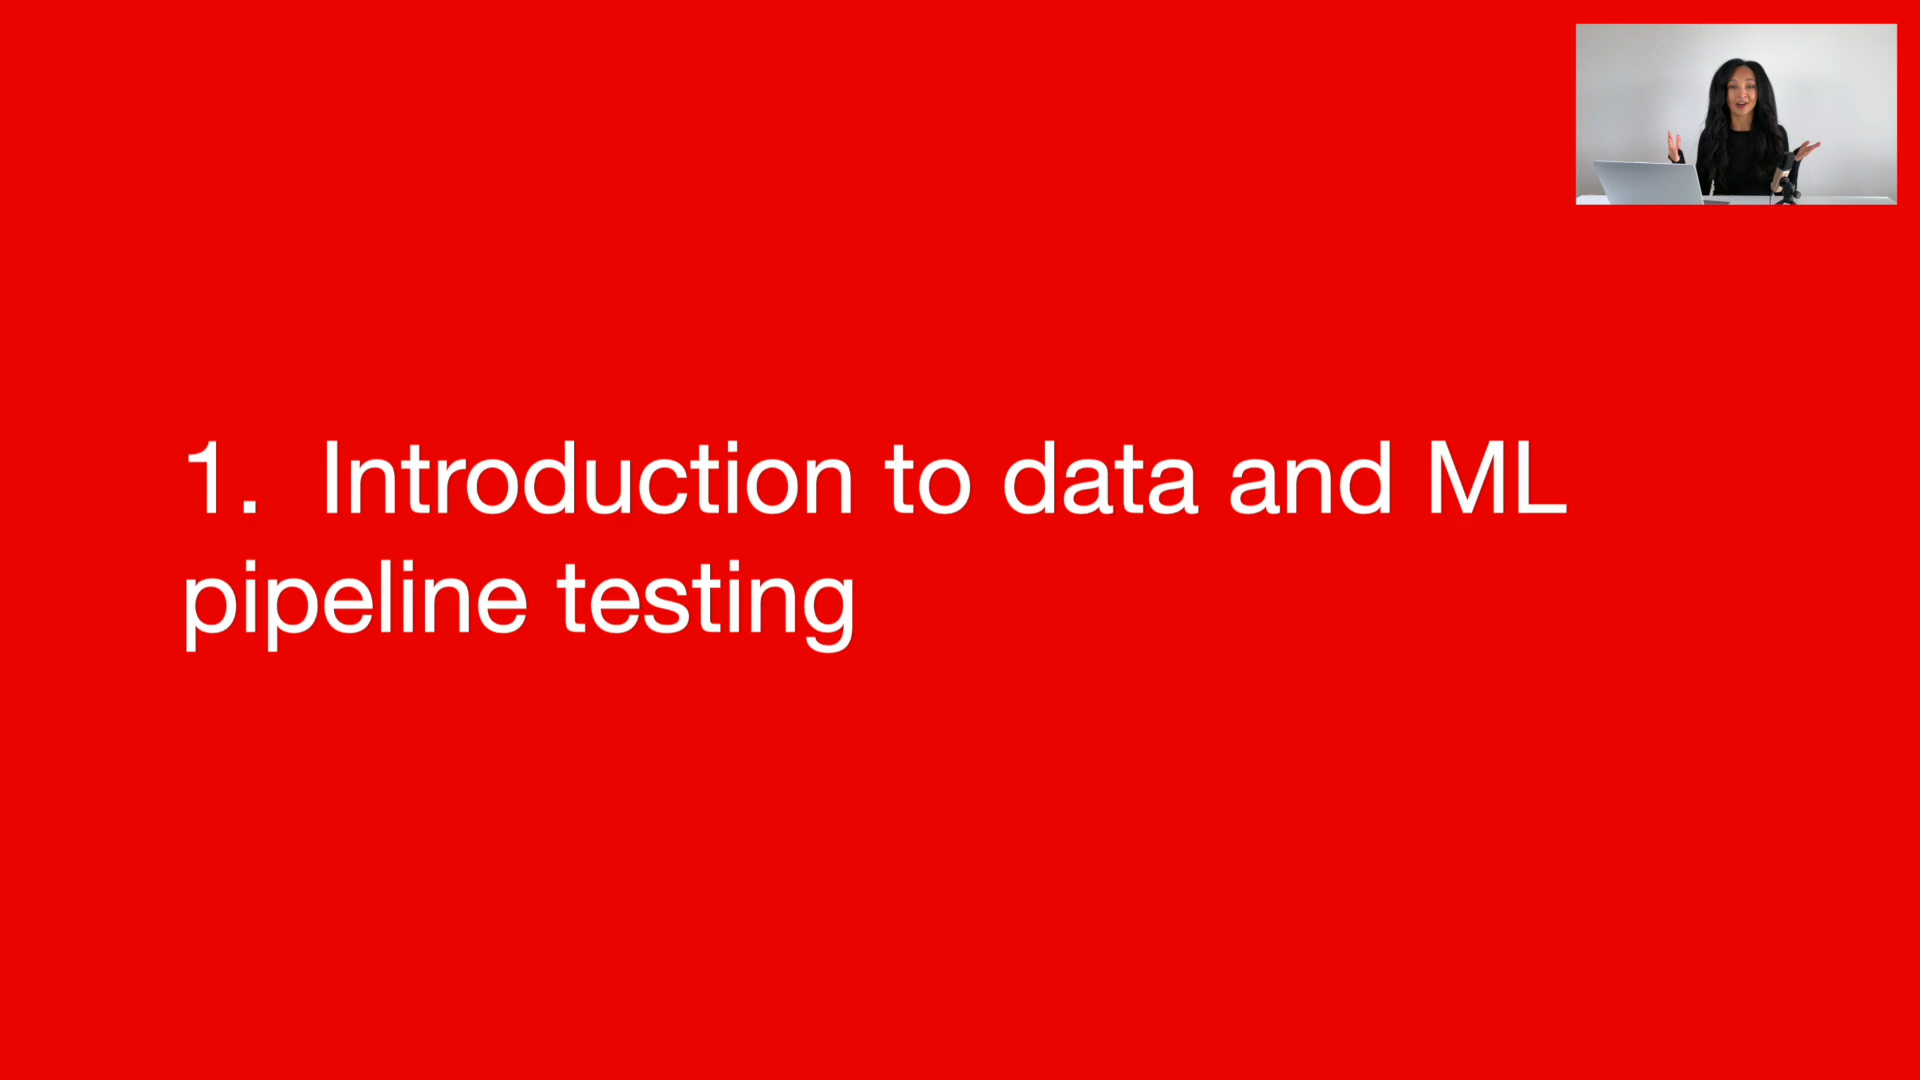 1. Introduction to data and ML
pipeline testing